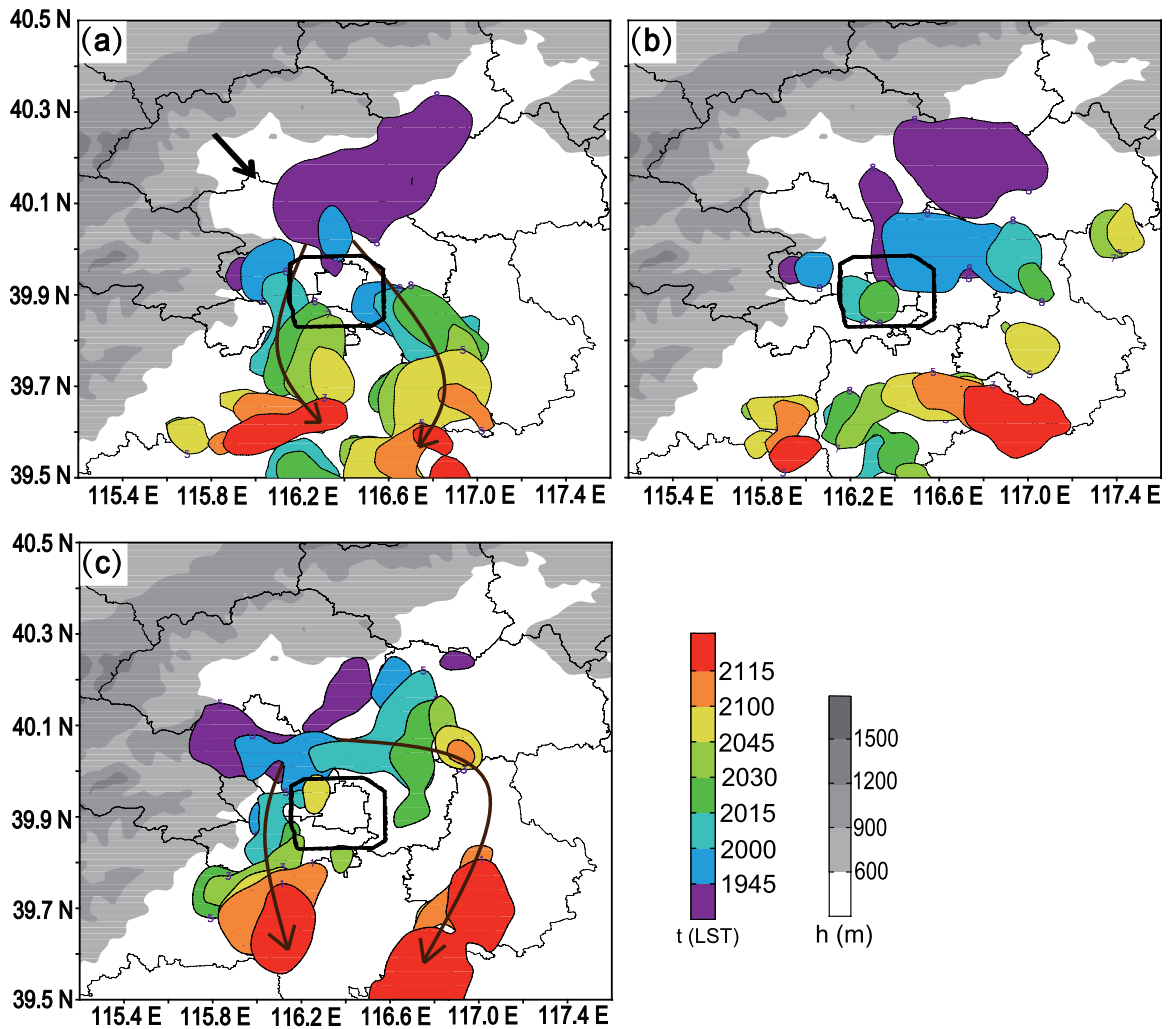 (a)
40.5 N
40.3 N
40.1 N
39.9 N
39.7 N
39.5 N
115.4 E 115.8 E 116.2 E 116.6 E 117.0 E 117.4 E
(b)
115.4 E 115.8 E 116.2 E 116.6 E 117.0 E 117.4 E
(c)
40.5 N
40.3 N
40.1 N
39.9 N
39.7 N
39.5 N
115.4 E 115.8 E 116.2 E 116.6 E 117.0 E 117.4 E
2115
2100
2045
2030
2015
2000
1945
t (LST)
1500
1200
900
600
h (m)